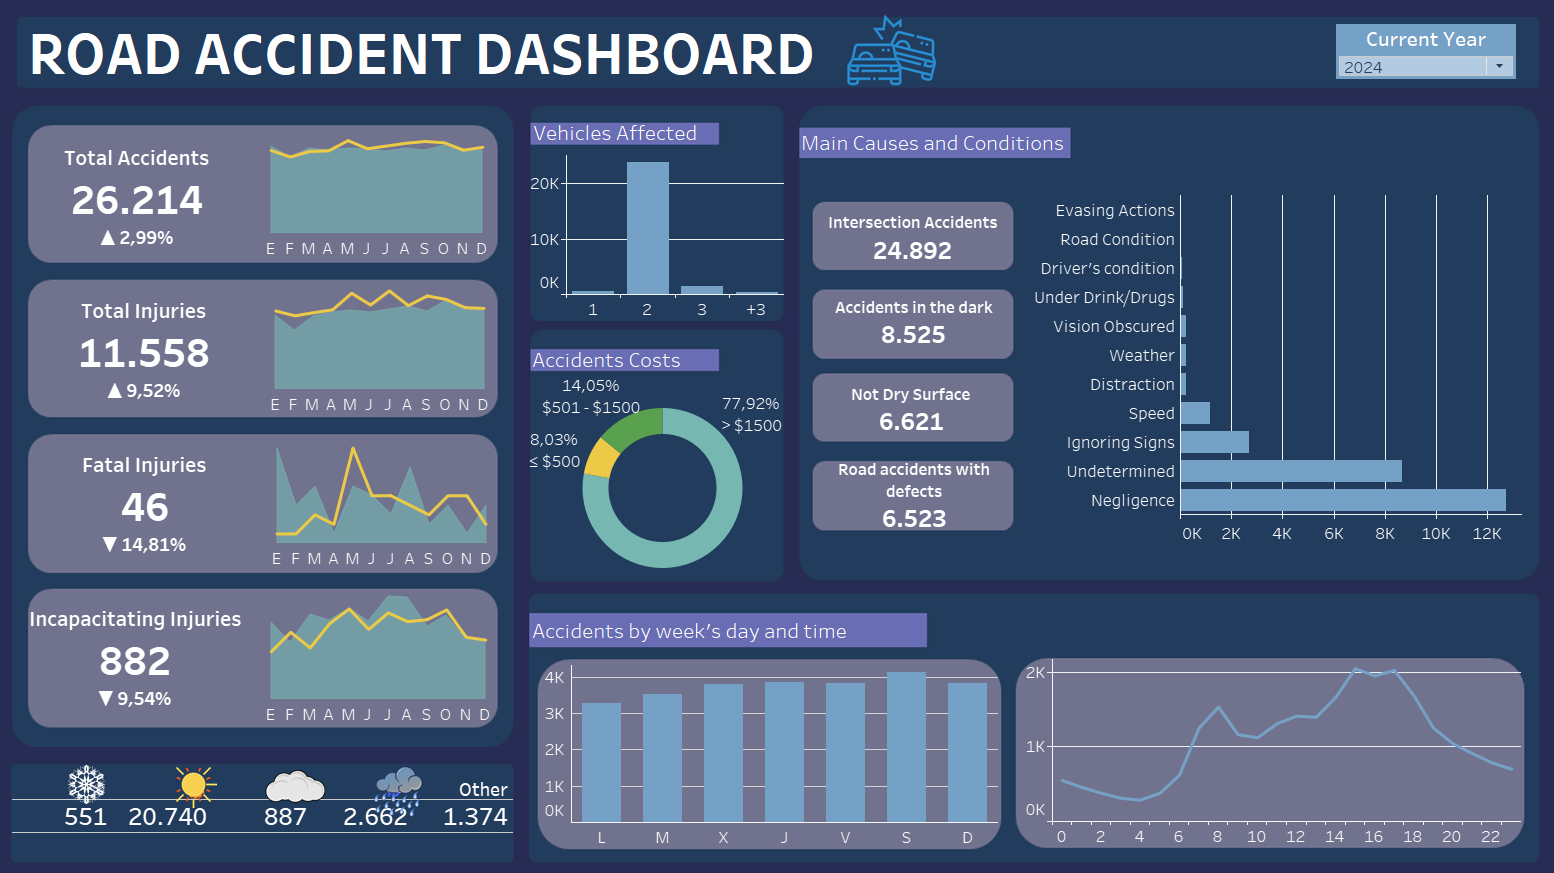 ROAD ACCIDENT DASHBOARD
Current Year
2024
Total Accidents
26.214
▲ 2,99%
E F M A M J J A S O N D
Total Injuries
11.558
▲ 9,52%
E F M A M J J A S O N D
Fatal Injuries
46
▼ 14,81%
E F M A M J J A S O N D
Incapacitating Injuries
882
▼ 9,54%
E F M A M J J A S O N D
Other
551 20.740 887 2.662 1.374
Vehicles Affected
20K
10K
0K
1 2 3 +3
Accidents Costs
14,05%
$501 - $1500
77,92%
> $1500
8,03%
≤ $500
Main Causes and Conditions
Intersection Accidents
24.892
Accidents in the dark
8.525
Not Dry Surface
6.621
Road accidents with
defects
6.523
Evasing Actions
Road Condition
Driver's condition
Under Drink/Drugs
Vision Obscured
Weather
Distraction
Speed
Ignoring Signs
Undetermined
Negligence
0K 2K 4K 6K 8K 10K 12K
Accidents by week's day and time
4K
3K
2K
1K
0K
L M X J V S D
2K
1K
0K
0 2 4 6 8 10 12 14 16 18 20 22